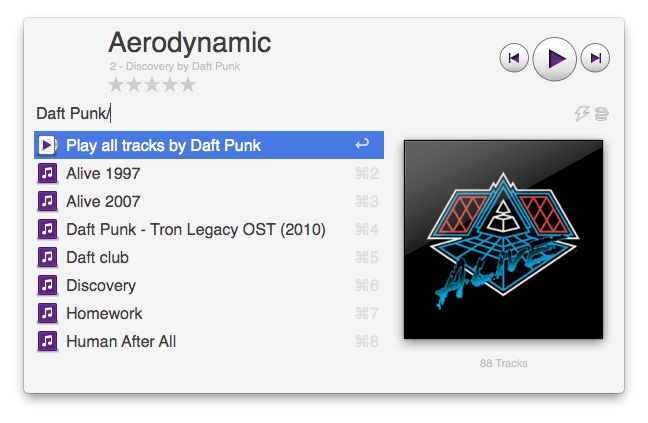 Aerodynamic
2 - Discovery by Daft Punk
Daft Punk/
Play all tracks by Daft Punk
Alive 1997 ⌘2
Alive 2007 ⌘3
Daft Punk - Tron Legacy OST (2010) ⌘4
Daft club ⌘5
Discovery ⌘6
Homework ⌘7
Human After All ⌘8
88 Tracks